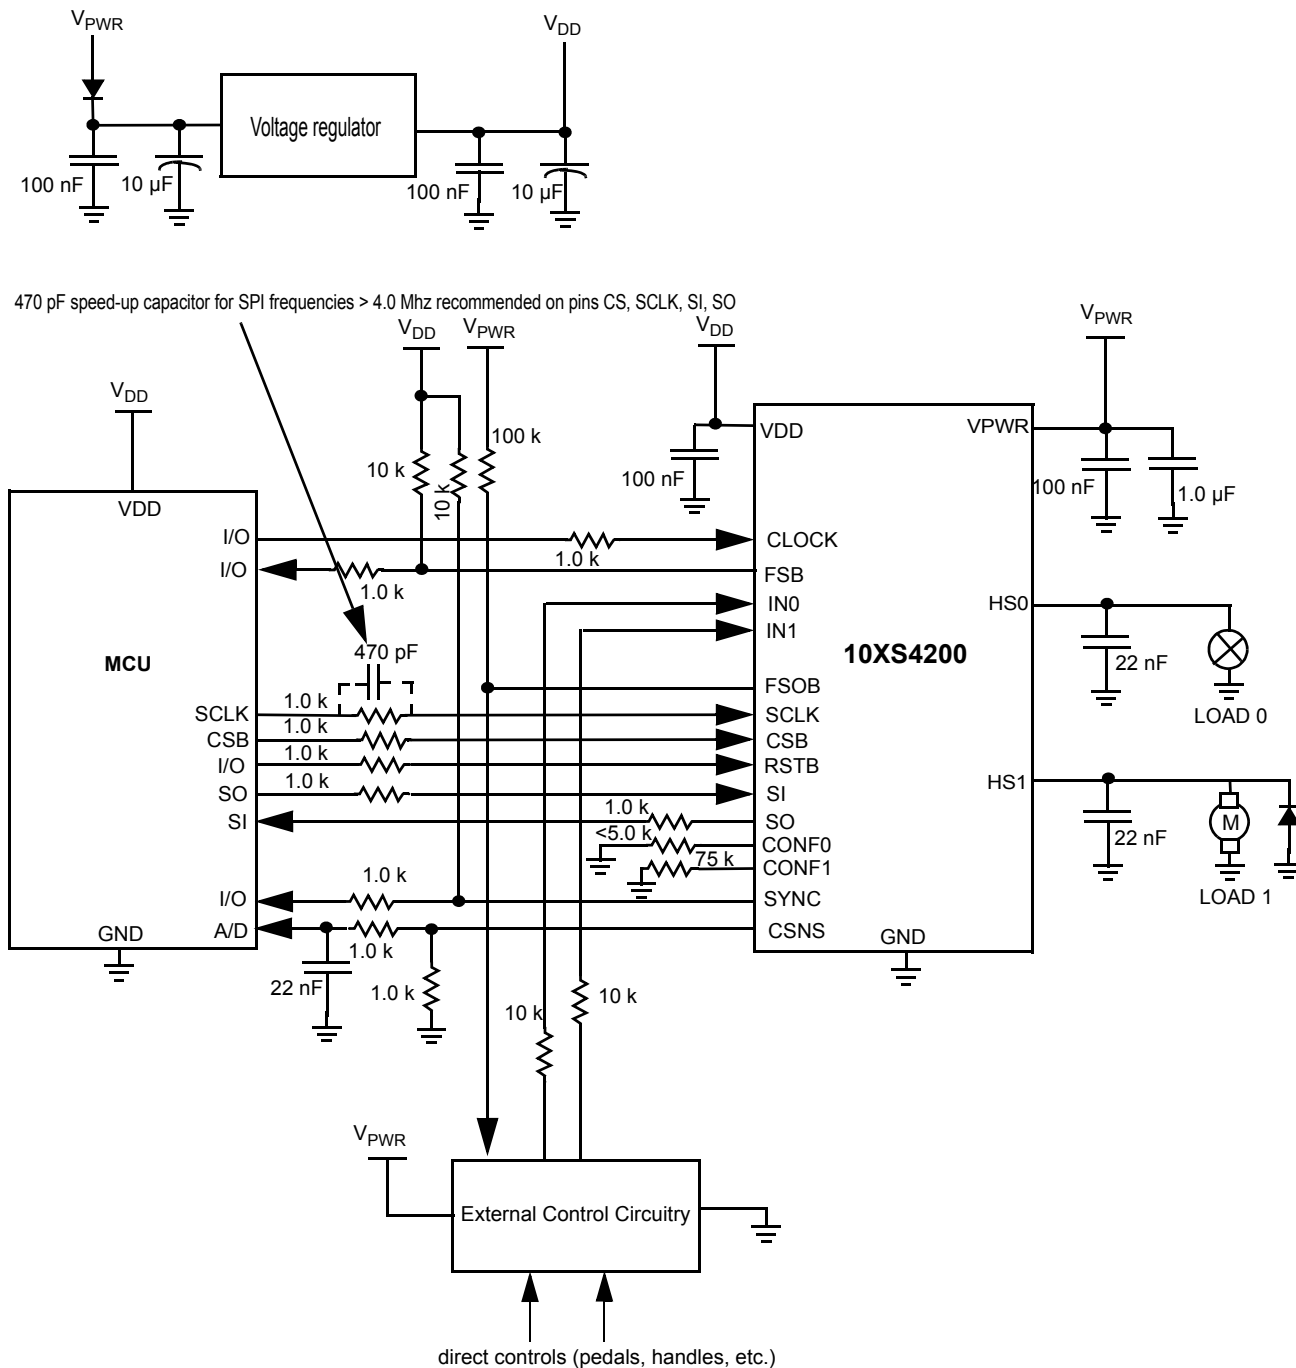 VPWR
VDD
Voltage regulator
100 nF
10 µF
100 nF
10 µF
470 pF speed-up capacitor for SPI frequencies > 4.0 Mhz recommended on pins CS, SCLK, SI, SO
VDD
VPWR
VDD
VPWR
VDD
100 k
10 k
10 k
VDD
VPWR
100 nF
100 nF
1.0 µF
VDD
I/O
1.0 k
CLOCK
I/O
1.0 k
FSB
IN0
HS0
IN1
MCU
470 pF
10XS4200
22 nF
FSOB
LOAD 0
SCLK
1.0 k
SCLK
CSB
1.0 k
CSB
I/O
1.0 k
RSTB
SO
1.0 k
SI
HS1
SI
1.0 k
SO
22 nF
M
<5.0 k
CONF0
75 k
CONF1
LOAD 1
I/O
1.0 k
SYNC
A/D
1.0 k
CSNS
GND
GND
22 nF
1.0 k
10 k
10 k
VPWR
External Control Circuitry
direct controls (pedals, handles, etc.)